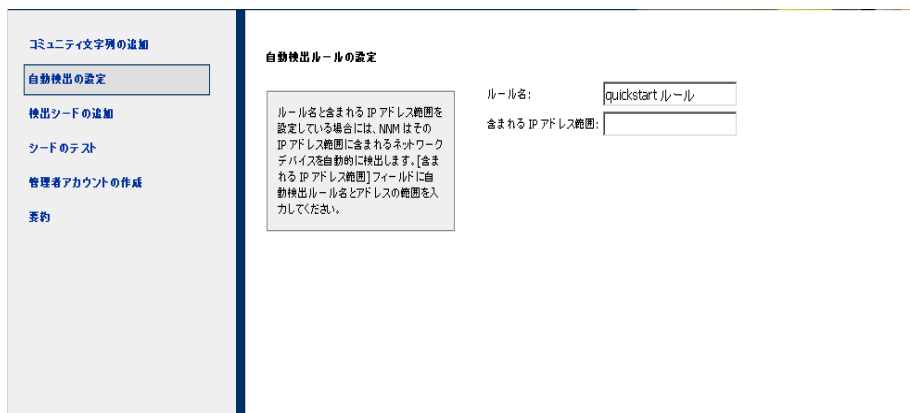 コミュニティ文字列の追加
自動検出の設定
検出シードの追加
シードのテスト
管理者アカウントの作成
要約
自動検出ルールの設定
ルール名と含まれる IP アドレス範囲を
設定している場合には、NNM はその
IP アドレス範囲に含まれるネットワーク
デバイスを自動的に検出します。[含ま
れる IP アドレス範囲] フィールドに自
動検出ルール名とアドレスの範囲を入
力してください。
ルール名: quickstart ルール
含まれる IP アドレス範囲: